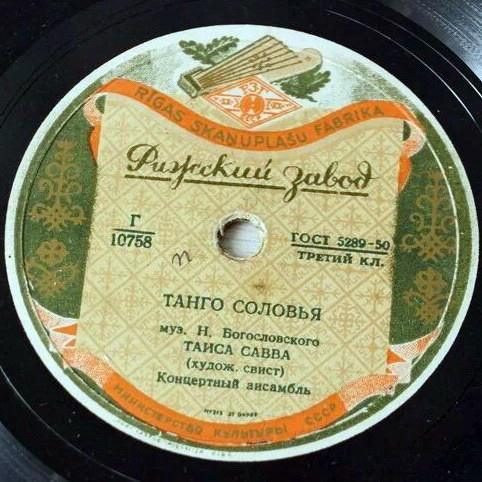 RĪGAS SKAŅUPLAŠU FABRIKA
Рижский завод
Г
10758
ГОСТ 5289-50
ТРЕТИЙ КЛ.
ТАНГО СОЛОВЬЯ
муз. Н. Богословского
ТАИСА САВВА
(худож. свист)
Концертный ансамбль
МИНИСТЕРСТВО КУЛЬТУРЫ СССР